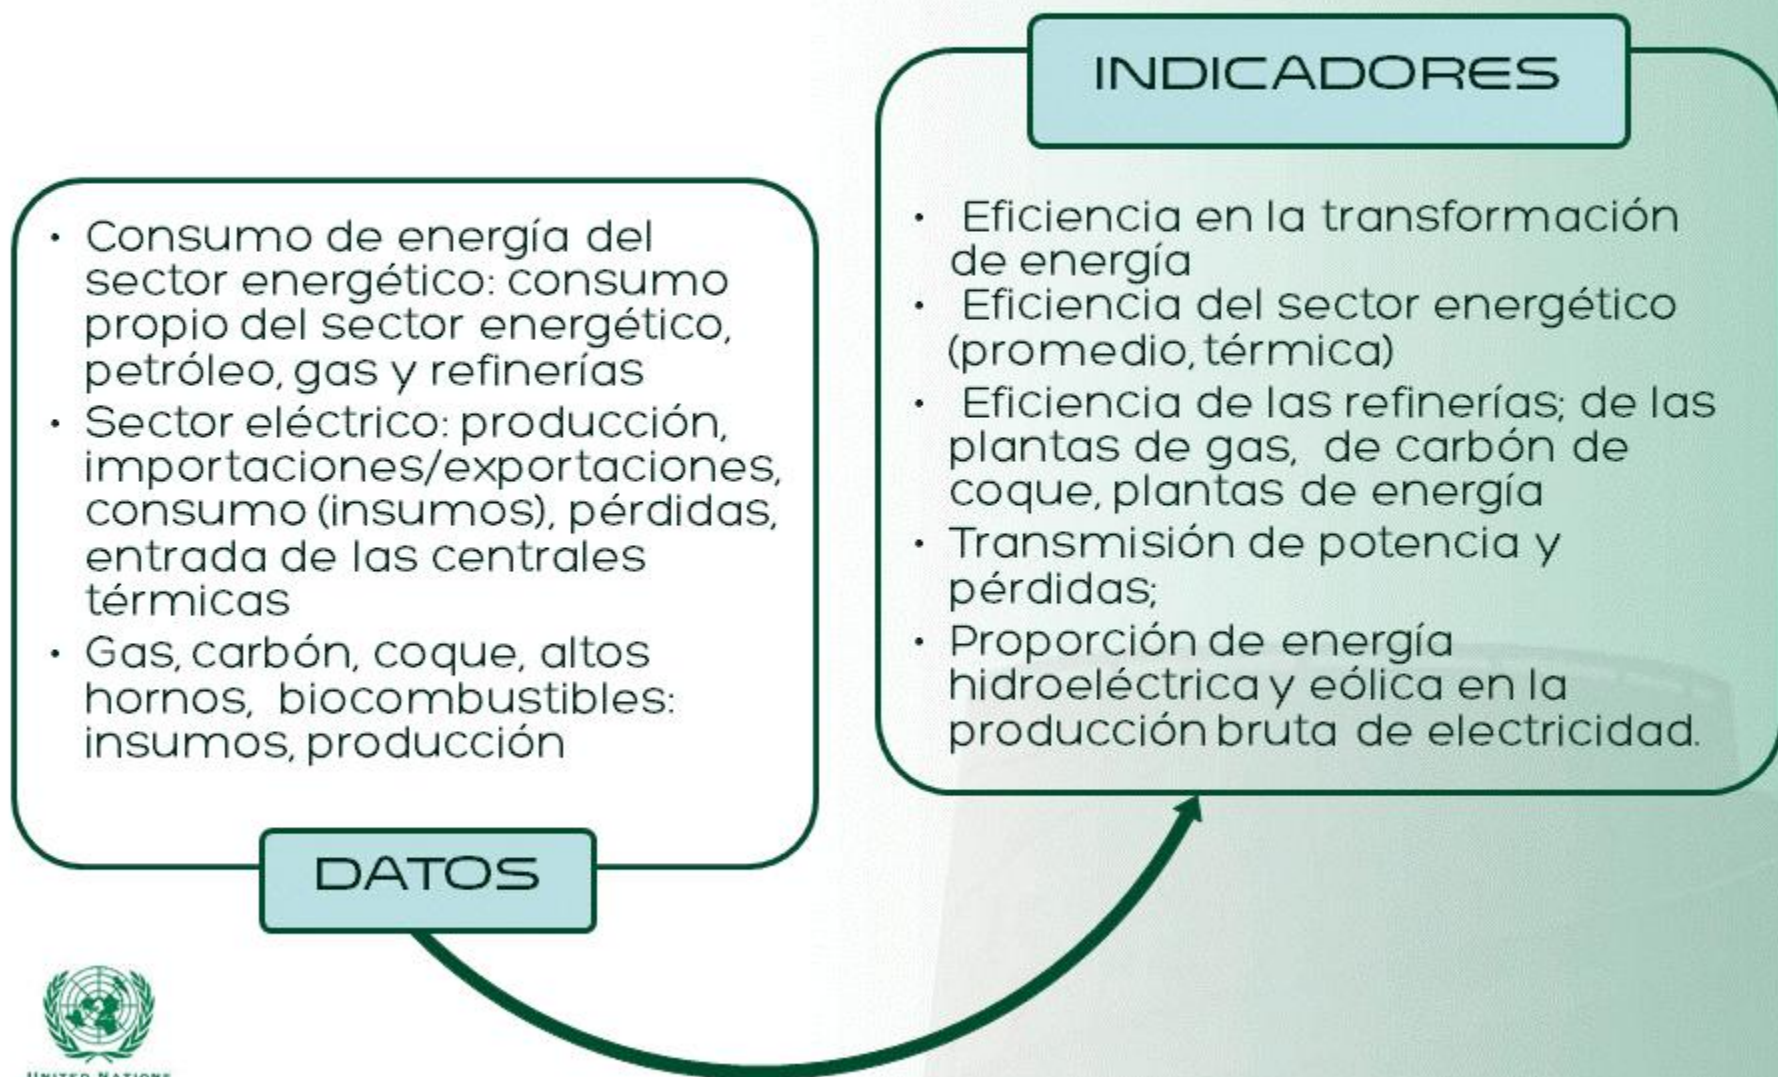 • Consumo de energía del
sector energético: consumo
propio del sector energético,
petróleo, gas y refinerías
• Sector eléctrico: producción,
importaciones/exportaciones,
consumo (insumos), pérdidas,
entrada de las centrales
térmicas
• Gas, carbón, coque, altos
hornos, biocombustibles:
insumos, producción
DATOS
INDICADORES
• Eficiencia en la transformación
de energía
• Eficiencia del sector energético
(promedio, térmica)
• Eficiencia de las refinerías; de las
plantas de gas, de carbón de
coque, plantas de energía
• Transmisión de potencia y
pérdidas;
• Proporción de energía
hidroeléctrica y eólica en la
producción bruta de electricidad.
UNITED NATIONS